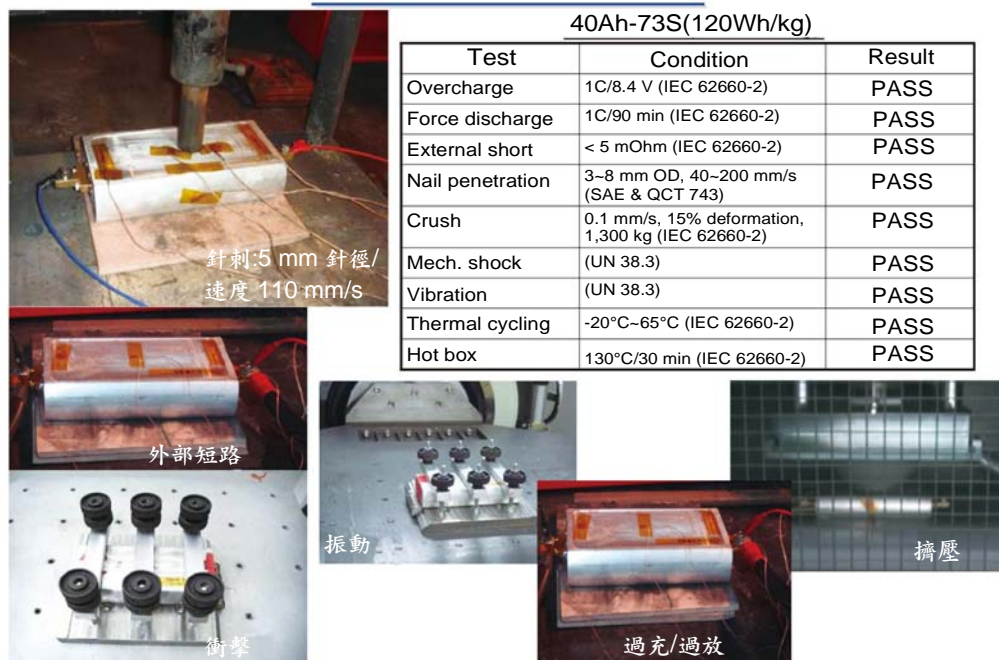 40Ah-73S(120Wh/kg)
Test Condition Result
Overcharge 1C/8.4 V (IEC 62660-2) PASS
Force discharge 1C/90 min (IEC 62660-2) PASS
External short < 5 mOhm (IEC 62660-2) PASS
Nail penetration 3~8 mm OD, 40~200 mm/s
(SAE & QCT 743) PASS
Crush 0.1 mm/s, 15% deformation,
1,300 kg (IEC 62660-2) PASS
Mech. shock (UN 38.3) PASS
Vibration (UN 38.3) PASS
Thermal cycling -20°C~65°C (IEC 62660-2) PASS
Hot box 130°C/30 min (IEC 62660-2) PASS
針刺:5 mm 針徑/
速度 110 mm/s
外部短路
振動
擠壓
衝擊
過充/過放